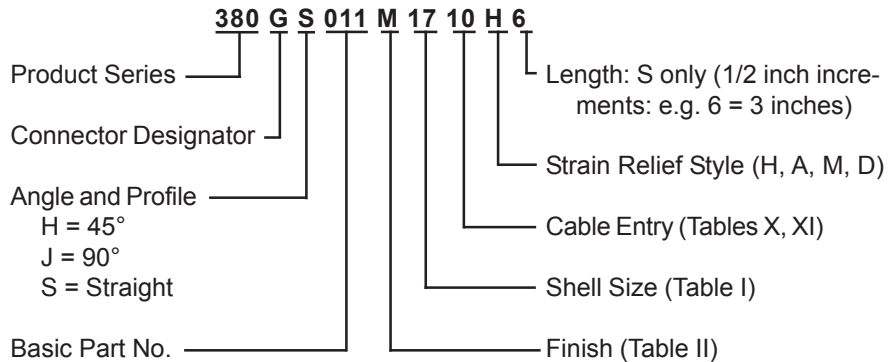 380 G S 011 M 17 10 H 6
Product Series
Connector Designator
Angle and Profile
H = 45°
J = 90°
S = Straight
Basic Part No.
Length: S only (1/2 inch incre-
ments: e.g. 6 = 3 inches)
Strain Relief Style (H, A, M, D)
Cable Entry (Tables X, XI)
Shell Size (Table I)
Finish (Table II)